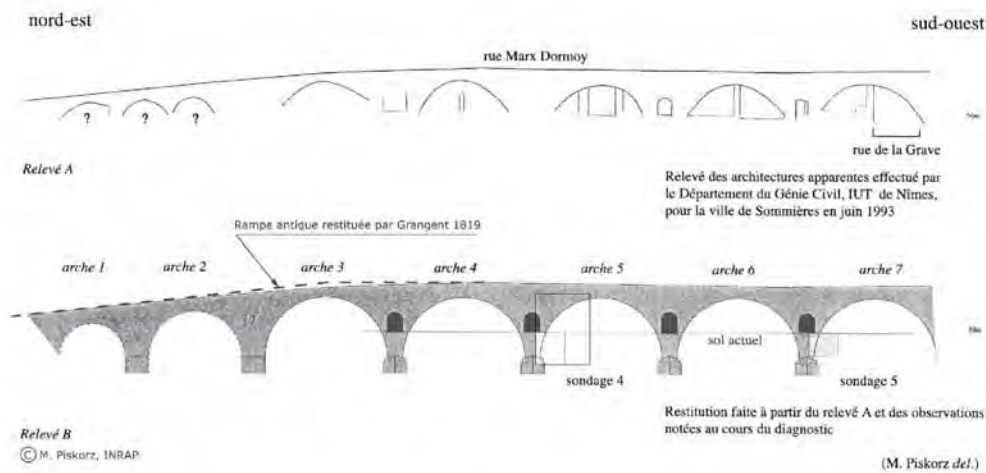 nord-est
sud-ouest
rue Marx Dormoy
? ? ?
rue de la Grave
Relevé A
Relevé des architectures apparentes effectué par
le Département du Génie Civil, IUT de Nîmes,
pour la ville de Sommières en juin 1993
Rampe antique restituée par Grangent 1819
arche 1 arche 2 arche 3 arche 4 arche 5 arche 6 arche 7
sol actuel
sondage 4
sondage 5
Restitution faite à partir du relevé A et des observations
notées au cours du diagnostic
Relevé B
© M. Piskorz, INRAP
(M. Piskorz del.)